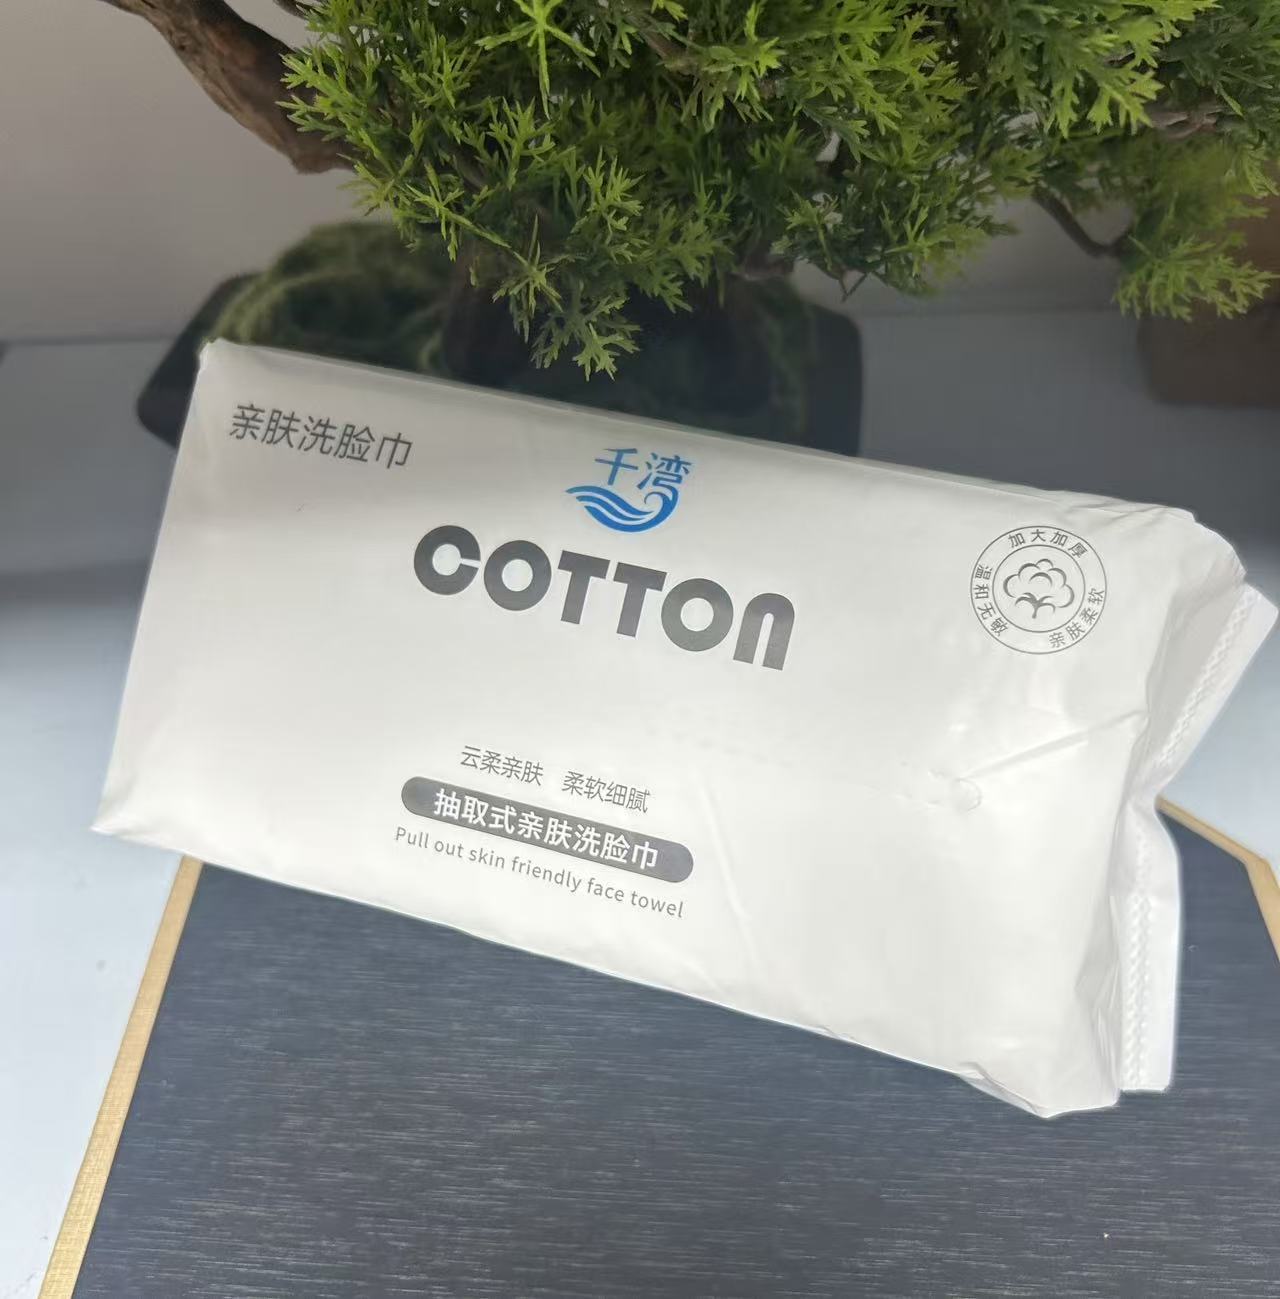 亲肤洗脸巾
千湾
COTTON
加大加厚
温和无敏
亲肤柔软
云柔亲肤 柔软细腻
抽取式亲肤洗脸巾
Pull out skin friendly face towel